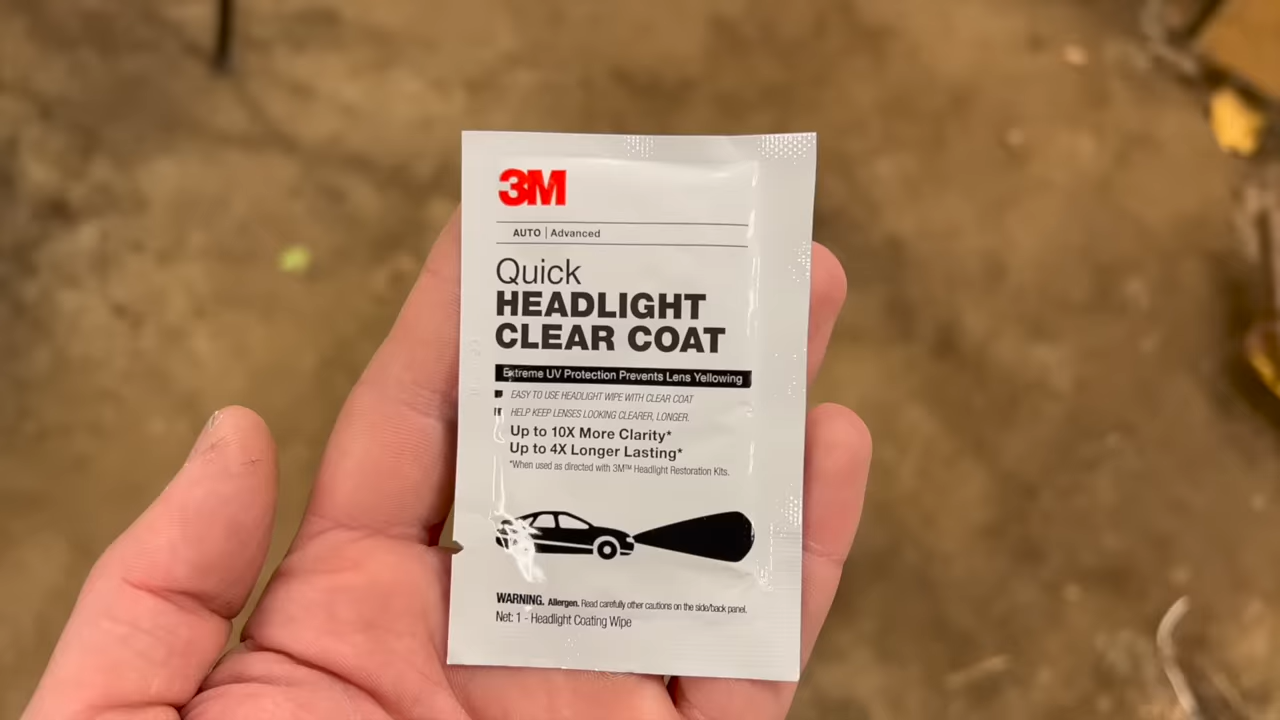 3M
AUTO | Advanced
Quick
HEADLIGHT
CLEAR COAT
Extreme UV Protection Prevents Lens Yellowing
EASY TO USE HEADLIGHT WIPE WITH CLEAR COAT
HELP KEEP LENSES LOOKING CLEARER, LONGER.
Up to 10X More Clarity*
Up to 4X Longer Lasting*
*When used as directed with 3M™ Headlight Restoration Kits.
WARNING. Allergen. Read carefully other cautions on the side/back panel.
Net: 1 - Headlight Coating Wipe